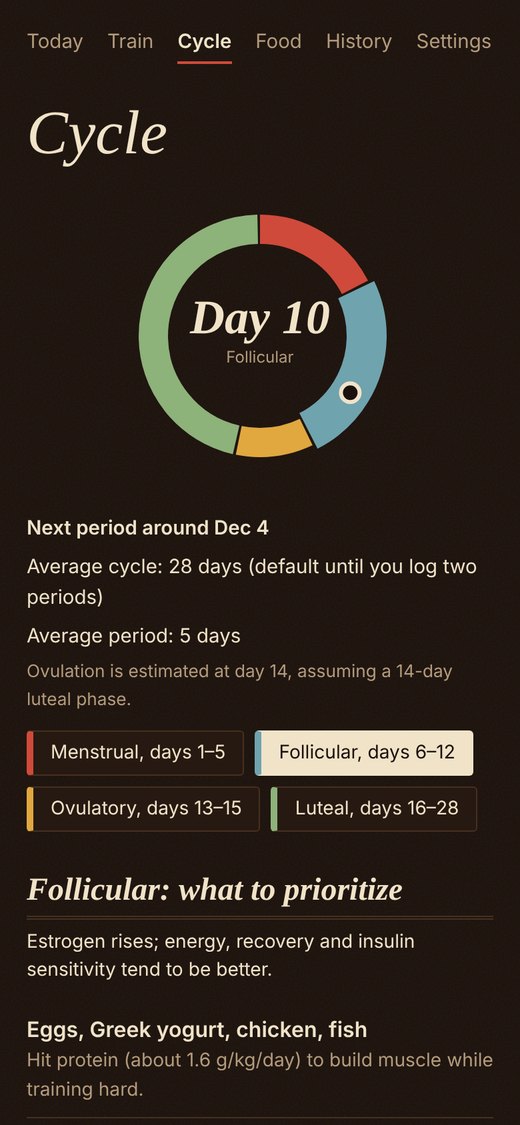 Today Train Cycle Food History Settings
Cycle
Day 10
Follicular
Next period around Dec 4
Average cycle: 28 days (default until you log two
periods)
Average period: 5 days
Ovulation is estimated at day 14, assuming a 14-day
luteal phase.
Menstrual, days 1–5 Follicular, days 6–12
Ovulatory, days 13–15 Luteal, days 16–28
Follicular: what to prioritize
Estrogen rises; energy, recovery and insulin
sensitivity tend to be better.
Eggs, Greek yogurt, chicken, fish
Hit protein (about 1.6 g/kg/day) to build muscle while
training hard.